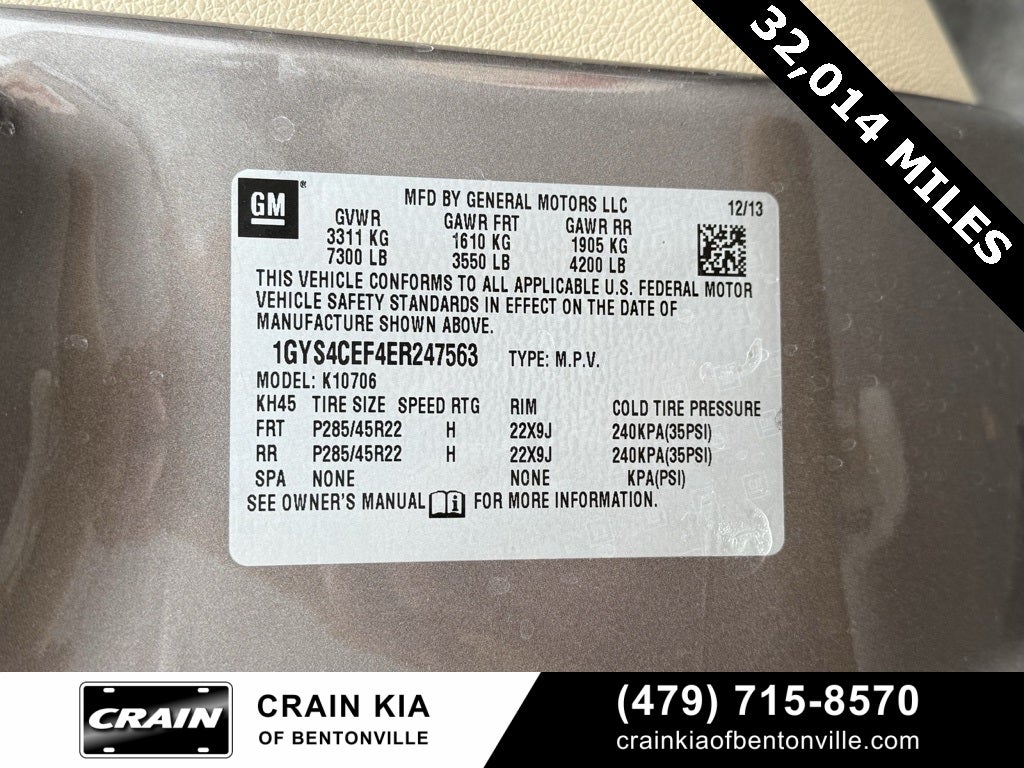 32,014 MILES
GM®
MFD BY GENERAL MOTORS LLC 12/13
GVWR GAWR FRT GAWR RR
3311 KG 1610 KG 1905 KG
7300 LB 3550 LB 4200 LB
THIS VEHICLE CONFORMS TO ALL APPLICABLE U.S. FEDERAL MOTOR
VEHICLE SAFETY STANDARDS IN EFFECT ON THE DATE OF
MANUFACTURE SHOWN ABOVE.
1GYS4CEF4ER247563 TYPE: M.P.V.
MODEL: K10706
KH45 TIRE SIZE SPEED RTG RIM COLD TIRE PRESSURE
FRT P285/45R22 H 22X9J 240KPA(35PSI)
RR P285/45R22 H 22X9J 240KPA(35PSI)
SPA NONE NONE KPA(PSI)
SEE OWNER'S MANUAL i FOR MORE INFORMATION.
CRAIN
CRAIN KIA
OF BENTONVILLE
(479) 715-8570
crainkiaofbentonville.com